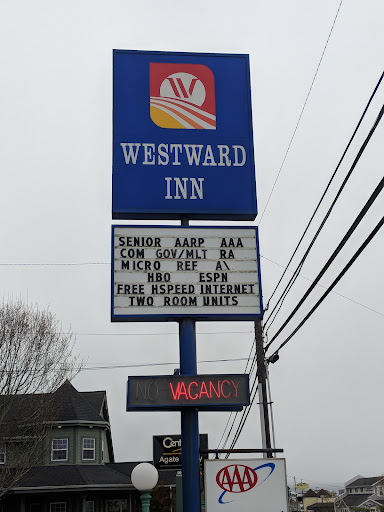 W
WESTWARD
INN
SENIOR AARP AAA
COM GOV/MLT RA
MICRO REF A\
HBO ESPN
FREE HSPEED INTERNET
TWO ROOM UNITS
NO VACANCY
Agate
AAA